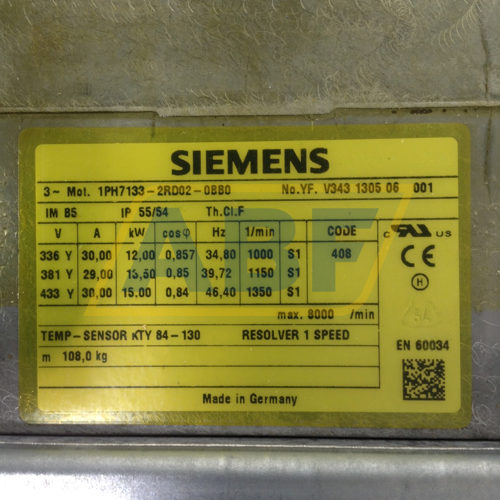 SIEMENS
3~ Mot. 1PH7133-2RD02-0BB0 No.YF. V343 1305 06 001
IM B5 IP 55/54 Th.Cl.F
V A kW cosφ Hz 1/min CODE
336 Y 30,00 12,00 0,857 34,80 1000 S1 408
381 Y 29,00 13,50 0,85 39,72 1150 S1
433 Y 30,00 15.00 0,84 46,40 1350 S1
max. 8000 /min
TEMP-SENSOR KTY 84-130 RESOLVER 1 SPEED
m 108,0 kg
c US
CE
H
EN 60034
Made in Germany
ABF